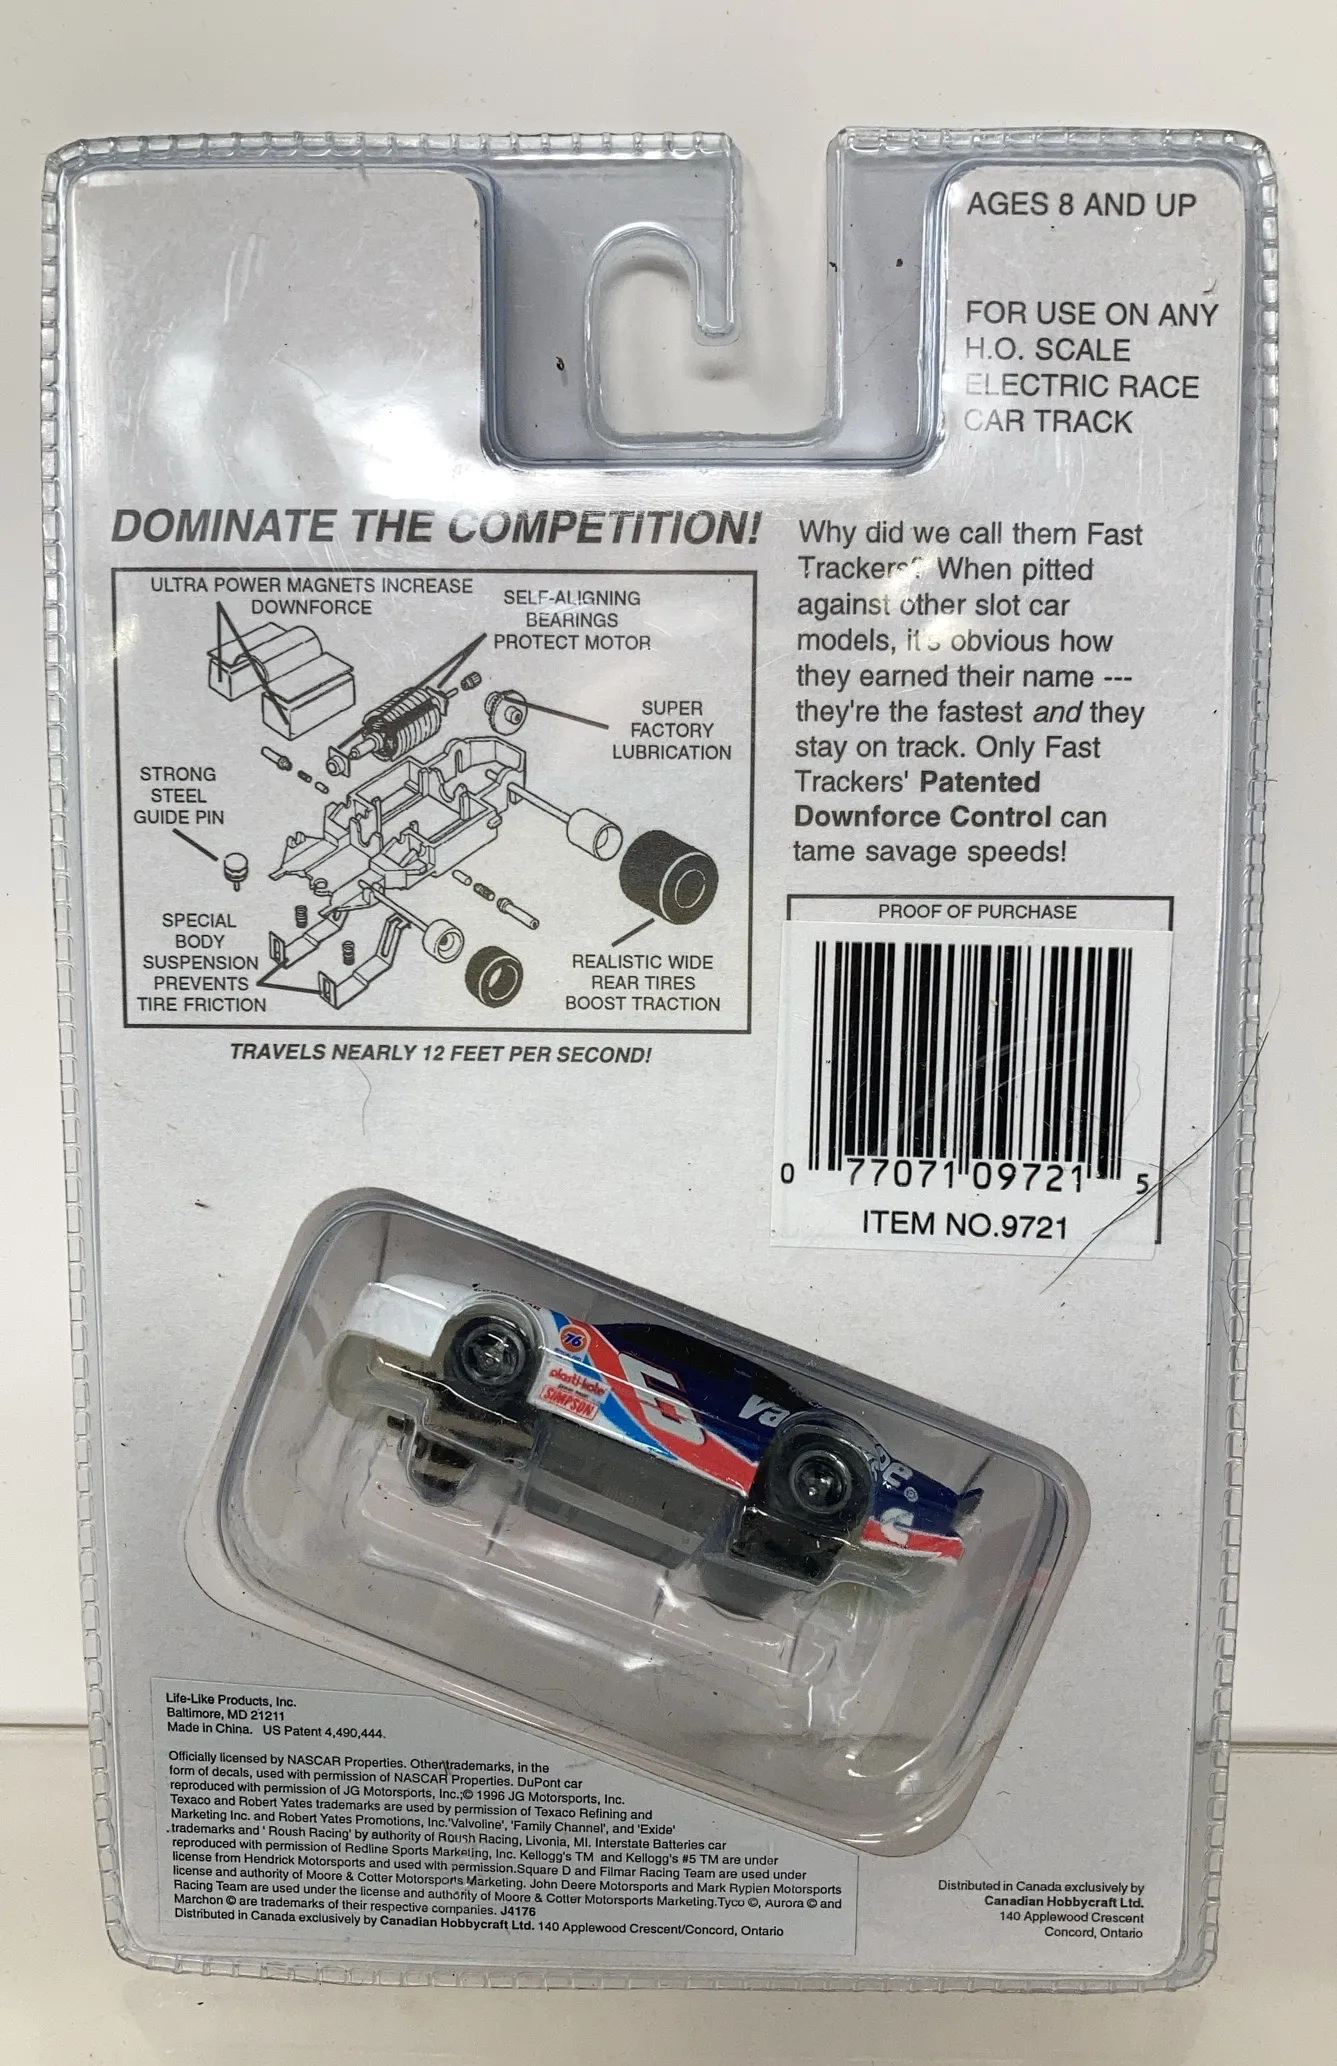 AGES 8 AND UP
FOR USE ON ANY
H.O. SCALE
ELECTRIC RACE
CAR TRACK
DOMINATE THE COMPETITION!
ULTRA POWER MAGNETS INCREASE
DOWNFORCE
SELF-ALIGNING
BEARINGS
PROTECT MOTOR
SUPER
FACTORY
LUBRICATION
STRONG
STEEL
GUIDE PIN
SPECIAL
BODY
SUSPENSION
PREVENTS
TIRE FRICTION
REALISTIC WIDE
REAR TIRES
BOOST TRACTION
TRAVELS NEARLY 12 FEET PER SECOND!
Why did we call them Fast
Trackers? When pitted
against other slot car
models, it's obvious how
they earned their name ---
they're the fastest and they
stay on track. Only Fast
Trackers' Patented
Downforce Control can
tame savage speeds!
PROOF OF PURCHASE
0 77071 09721 5
ITEM NO.9721
76
plasti-kote
SIMPSON
6
Life-Like Products, Inc.
Baltimore, MD 21211
Made in China. US Patent 4,490,444.
Officially licensed by NASCAR Properties. Other trademarks, in the
form of decals, used with permission of NASCAR Properties. DuPont car
reproduced with permission of JG Motorsports, Inc.;© 1996 JG Motorsports, Inc.
Texaco and Robert Yates trademarks are used by permission of Texaco Refining and
Marketing Inc. and Robert Yates Promotions, Inc.'Valvoline', 'Family Channel', and 'Exide'
trademarks and ' Roush Racing' by authority of Roush Racing, Livonia, MI. Interstate Batteries car
reproduced with permission of Redline Sports Marketing, Inc. Kellogg's TM and Kellogg's #5 TM are under
license from Hendrick Motorsports and used with permission.Square D and Filmar Racing Team are used under
license and authority of Moore & Cotter Motorsports Marketing. John Deere Motorsports and Mark Rypien Motorsports
Racing Team are used under the license and authority of Moore & Cotter Motorsports Marketing.Tyco ©, Aurora © and
Marchon © are trademarks of their respective companies. J4176
Distributed in Canada exclusively by Canadian Hobbycraft Ltd. 140 Applewood Crescent/Concord, Ontario
Distributed in Canada exclusively by
Canadian Hobbycraft Ltd.
140 Applewood Crescent
Concord, Ontario